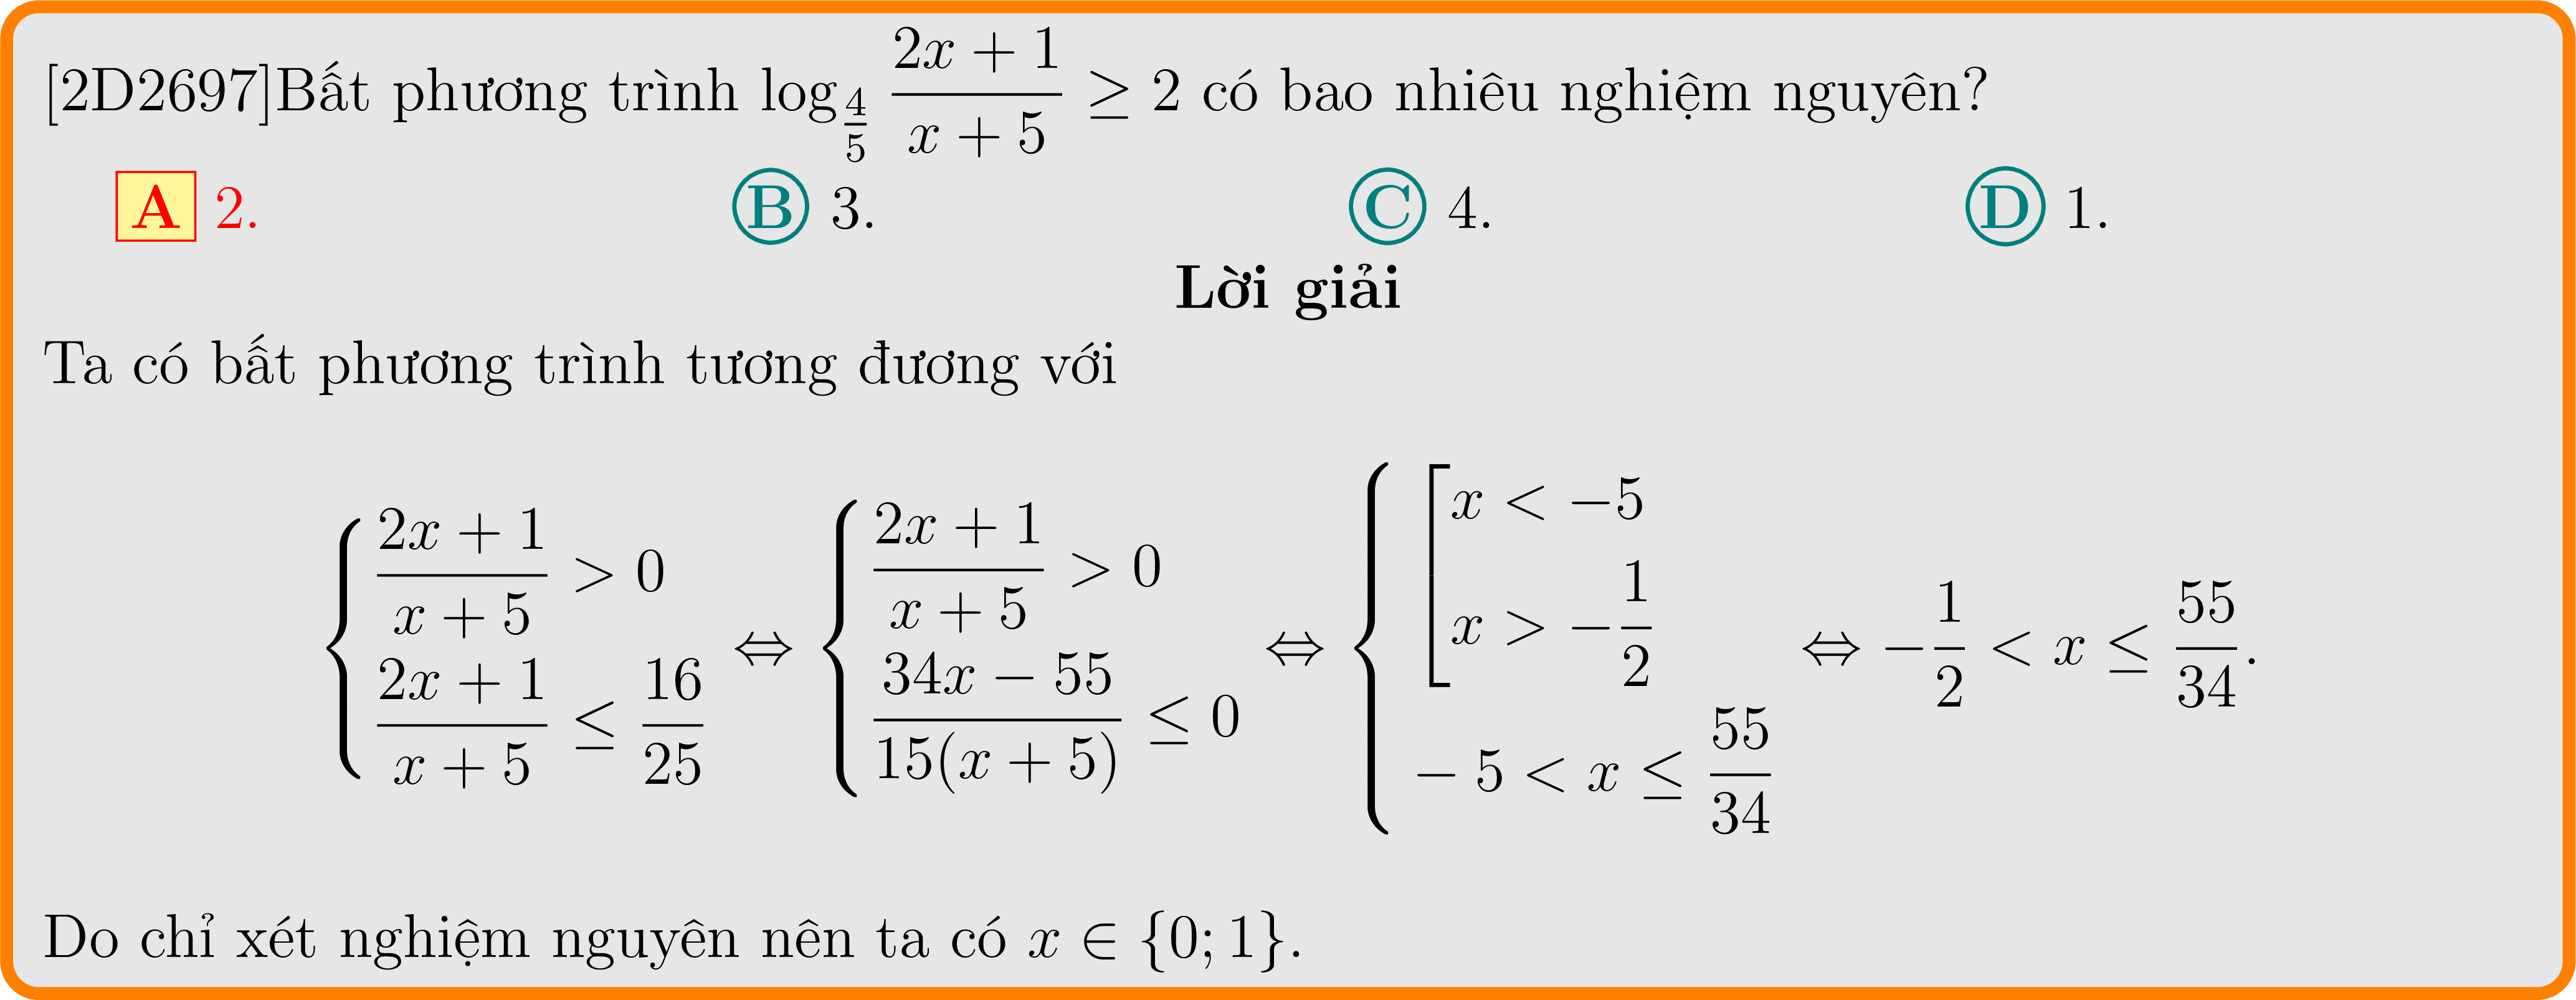 [2D2697]Bất phương trình $\log_{\frac{4}{5}} \frac{2x+1}{x+5} \geq 2$ có bao nhiêu nghiệm nguyên?
A 2. B 3. C 4. D 1.
Lời giải
Ta có bất phương trình tương đương với
$\begin{cases} \frac{2x+1}{x+5} > 0 \\ \frac{2x+1}{x+5} \leq \frac{16}{25} \end{cases} \Leftrightarrow \begin{cases} \frac{2x+1}{x+5} > 0 \\ \frac{34x-55}{15(x+5)} \leq 0 \end{cases} \Leftrightarrow \begin{cases} \left[ \begin{array}{l} x < -5 \\ x > -\frac{1}{2} \end{array} \right. \\ -5 < x \leq \frac{55}{34} \end{cases} \Leftrightarrow -\frac{1}{2} < x \leq \frac{55}{34}.$
Do chỉ xét nghiệm nguyên nên ta có $x \in \{0; 1\}$.